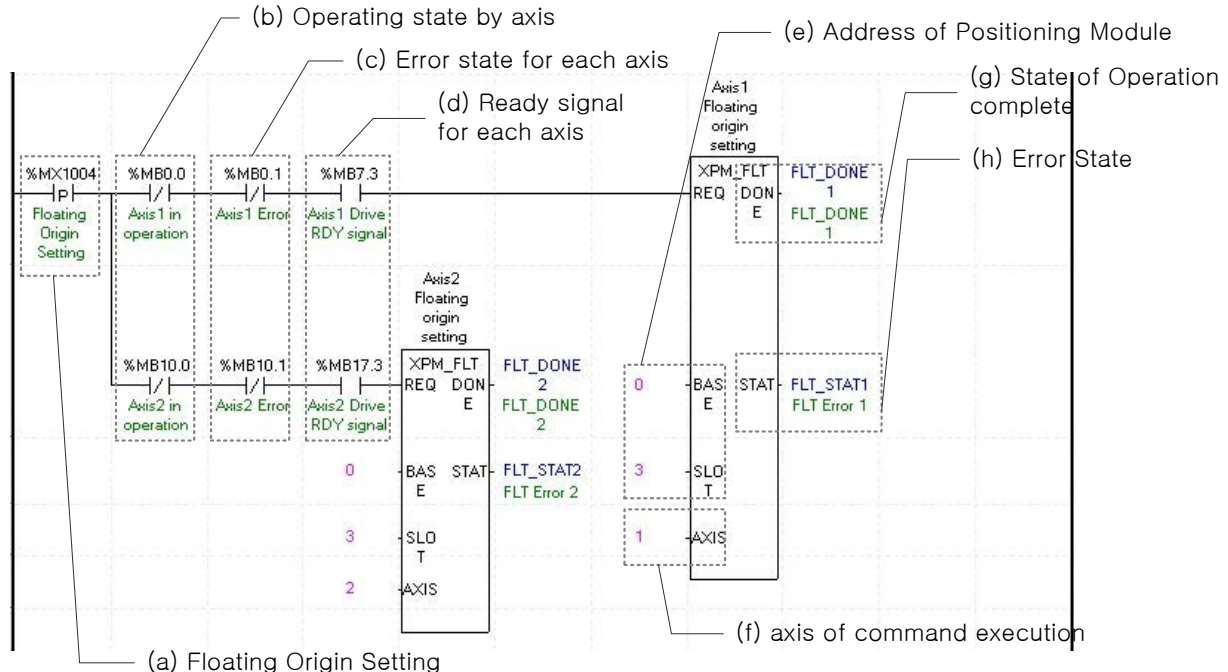 (b) Operating state by axis
(e) Address of Positioning Module
(c) Error state for each axis
(g) State of Operation
complete
(d) Ready signal
for each axis
(h) Error State
Axis1
Floating
origin
setting
%MX1004
%MB0.0
%MB0.1
%MB7.3
P
Floating
Origin
Setting
Axis1 in
operation
Axis1 Error
Axis1 Drive
RDY signal
XPM_FLT
REQ DON
E
FLT_DONE
1
FLT_DONE
1
Axis2
Floating
origin
setting
%MB10.0
%MB10.1
%MB17.3
Axis2 in
operation
Axis2 Error
Axis2 Drive
RDY signal
XPM_FLT
REQ DON
E
FLT_DONE
2
FLT_DONE
2
0
BAS
E
STAT
FLT_STAT1
FLT Error 1
0
BAS
E
STAT
FLT_STAT2
FLT Error 2
3
SLO
T
3
SLO
T
1
AXIS
2
AXIS
(f) axis of command execution
(a) Floating Origin Setting